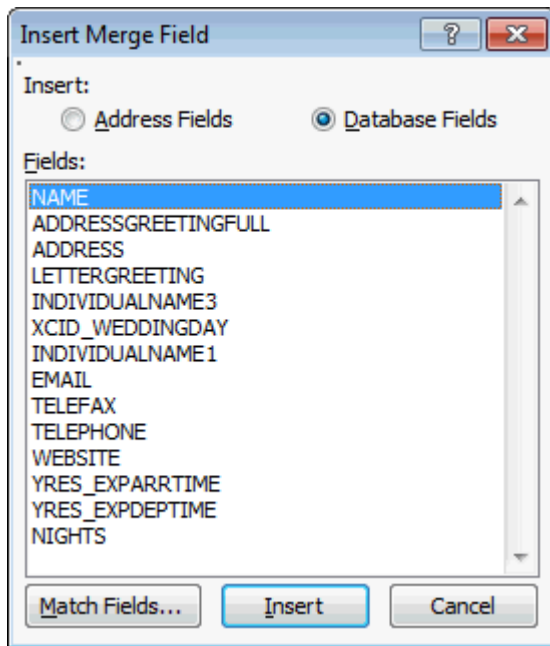 Insert Merge Field
Insert:
Address Fields Database Fields
Fields:
NAME
ADDRESSGREETINGFULL
ADDRESS
LETTERGREETING
INDIVIDUALNAME3
XCID_WEDDINGDAY
INDIVIDUALNAME1
EMAIL
TELEFAX
TELEPHONE
WEBSITE
YRES_EXPARRTIME
YRES_EXPDEPTIME
NIGHTS
Match Fields... Insert Cancel